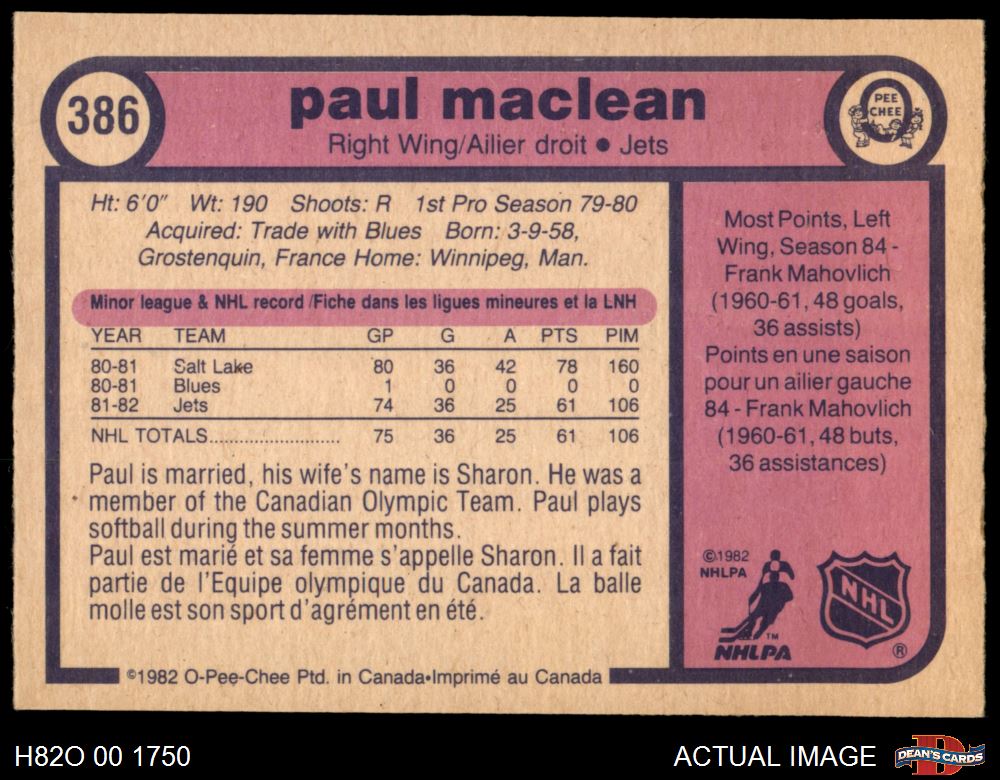 386
paul maclean
Right Wing/Ailier droit ● Jets
O
PEE
CHEE
Ht: 6'0" Wt: 190 Shoots: R 1st Pro Season 79-80
Acquired: Trade with Blues Born: 3-9-58,
Grostenquin, France Home: Winnipeg, Man.
Minor league & NHL record /Fiche dans les ligues mineures et la LNH
YEAR TEAM GP G A PTS PIM
80-81 Salt Lake 80 36 42 78 160
80-81 Blues 1 0 0 0 0
81-82 Jets 74 36 25 61 106
NHL TOTALS........................ 75 36 25 61 106
Paul is married, his wife's name is Sharon. He was a
member of the Canadian Olympic Team. Paul plays
softball during the summer months.
Paul est marié et sa femme s'appelle Sharon. Il a fait
partie de l'Equipe olympique du Canada. La balle
molle est son sport d'agrément en été.
©1982 O-Pee-Chee Ptd. in Canada•Imprimé au Canada
Most Points, Left
Wing, Season 84 -
Frank Mahovlich
(1960-61, 48 goals,
36 assists)
Points en une saison
pour un ailier gauche
84 - Frank Mahovlich
(1960-61, 48 buts,
36 assistances)
©1982
NHLPA
TM
NHLPA
NHL
®
H82O 00 1750
ACTUAL IMAGE
D
DEAN'S CARDS